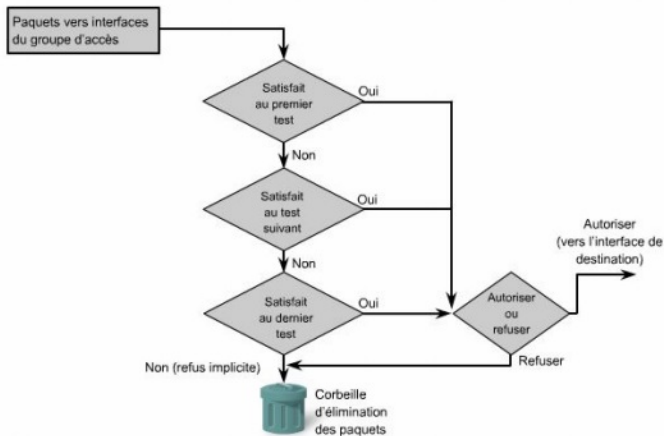 Paquets vers interfaces
du groupe d'accès
Satisfait
au premier
test
Oui
Non
Satisfait
au test
suivant
Oui
Non
Satisfait
au dernier
test
Oui
Autoriser
ou
refuser
Autoriser
(vers l'interface de
destination)
Refuser
Non (refus implicite)
Corbeille
d'élimination
des paquets